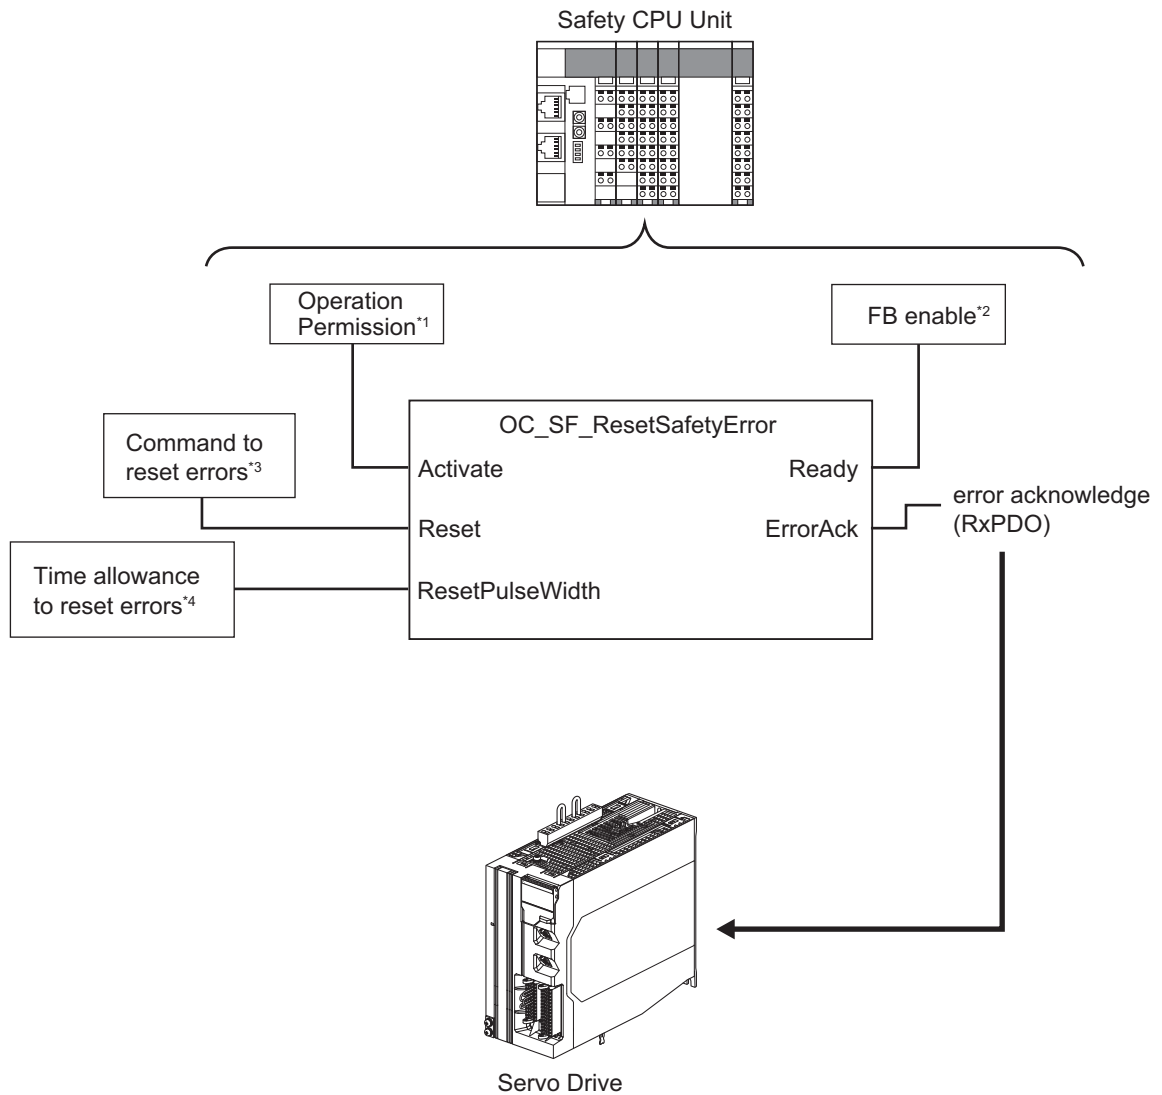 Safety CPU Unit
Operation
Permission*1
FB enable*2
OC_SF_ResetSafetyError
Command to
reset errors*3
Activate
Ready
Reset
ErrorAck
error acknowledge
(RxPDO)
Time allowance
to reset errors*4
ResetPulseWidth
Servo Drive